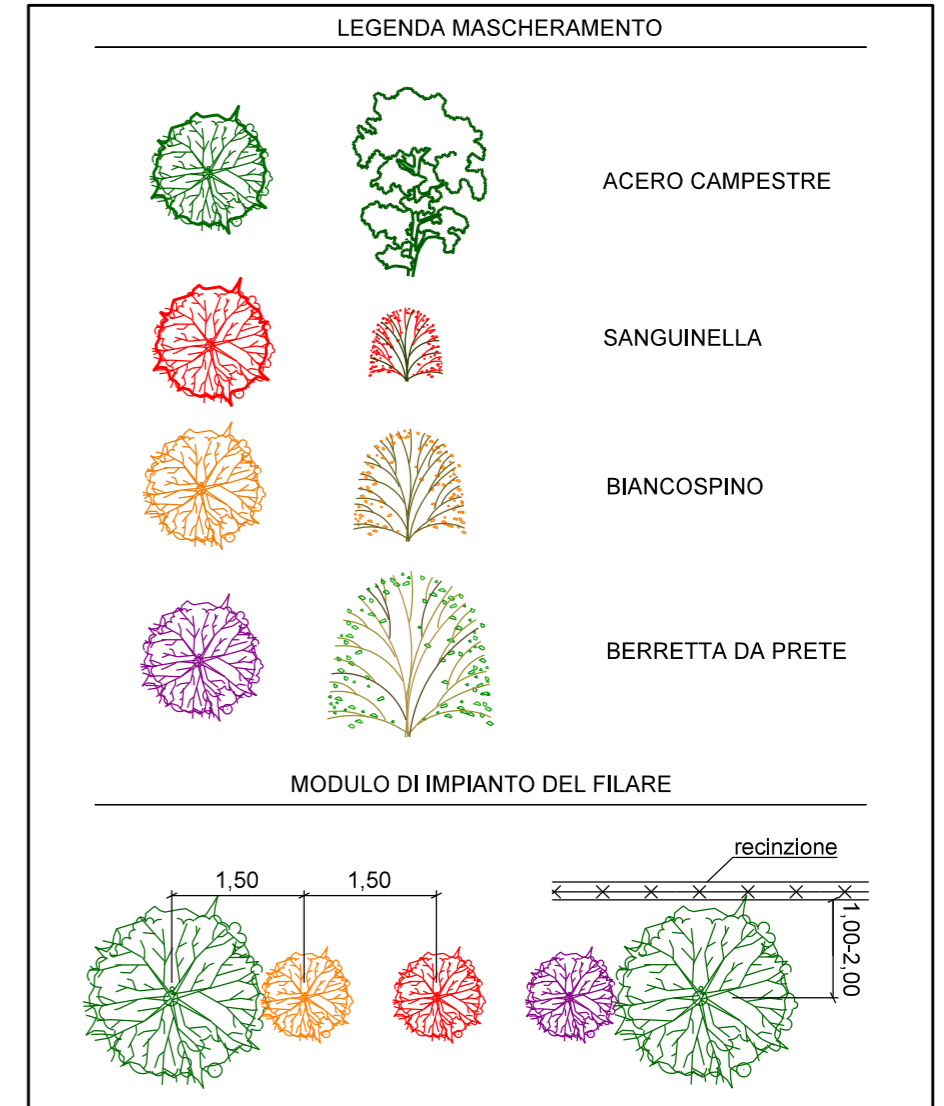 LEGENDA MASCHERAMENTO
ACERO CAMPESTRE
SANGUINELLA
BIANCOSPINO
BERRETTA DA PRETE
MODULO DI IMPIANTO DEL FILARE
recinzione
1,50
1,50
1,00-2,00